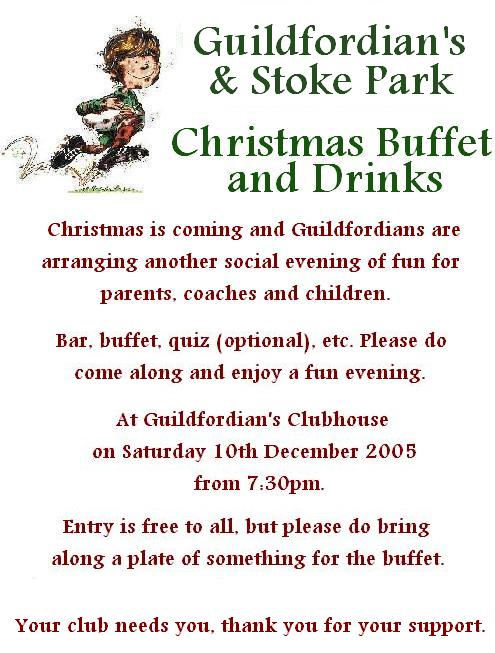 Guildfordian's
& Stoke Park
Christmas Buffet
and Drinks
Christmas is coming and Guildfordians are
arranging another social evening of fun for
parents, coaches and children.
Bar, buffet, quiz (optional), etc. Please do
come along and enjoy a fun evening.
At Guildfordian's Clubhouse
on Saturday 10th December 2005
from 7:30pm.
Entry is free to all, but please do bring
along a plate of something for the buffet.
Your club needs you, thank you for your support.